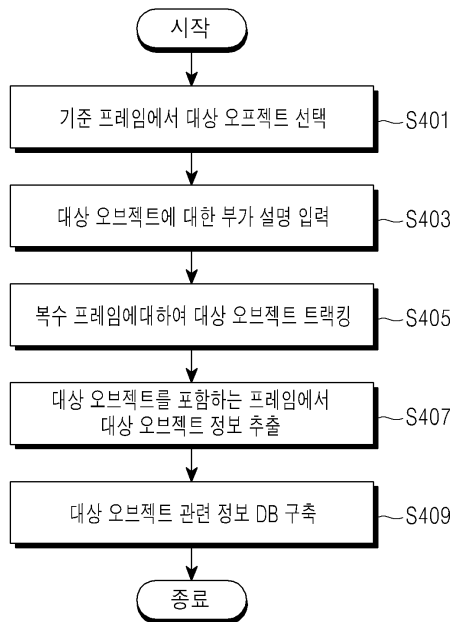 시작
기준 프레임에서 대상 오프젝트 선택
S401
대상 오브젝트에 대한 부가 설명 입력
S403
복수 프레임에대하여 대상 오브젝트 트랙킹
S405
대상 오브젝트를 포함하는 프레임에서
대상 오브젝트 정보 추출
S407
대상 오브젝트 관련 정보 DB 구축
S409
종료